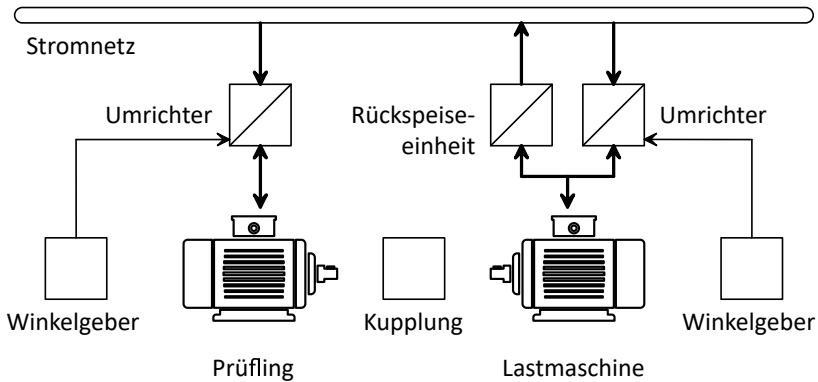 Stromnetz
Umrichter
Rückspeise-
einheit
Umrichter
Winkelgeber
Kupplung
Winkelgeber
Prüfling
Lastmaschine